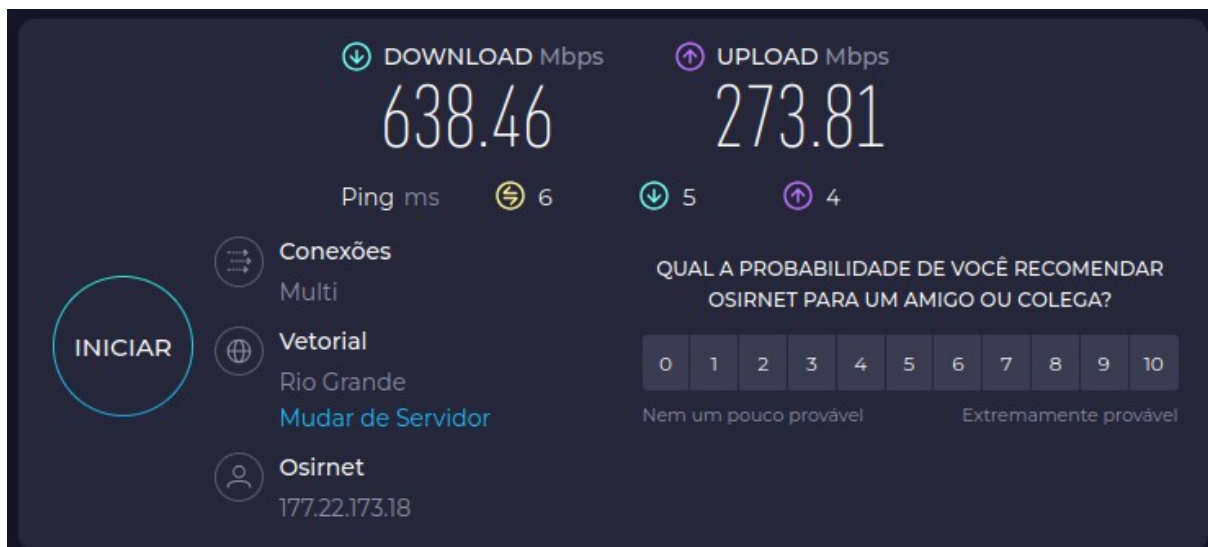 DOWNLOAD Mbps
638.46
UPLOAD Mbps
273.81
Ping ms 6 5 4
Conexões
Multi
INICIAR
Vetorial
Rio Grande
Mudar de Servidor
Osirnet
177.22.173.18
QUAL A PROBABILIDADE DE VOCÊ RECOMENDAR
OSIRNET PARA UM AMIGO OU COLEGA?
0 1 2 3 4 5 6 7 8 9 10
Nem um pouco provável Extremamente provável